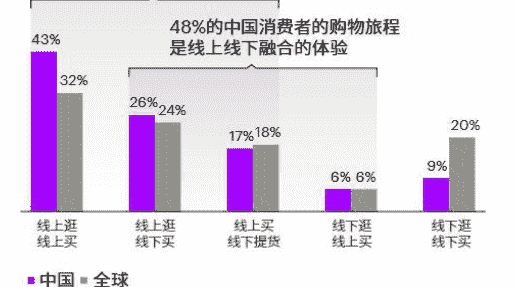 48%的中国消费者的购物旅程
是线上线下融合的体验
43%
32%
26%
24%
17%
18%
6%
6%
9%
20%
线上逛
线上买
线上逛
线下买
线上买
线下提货
线下逛
线上买
线下逛
线下买
中国
全球